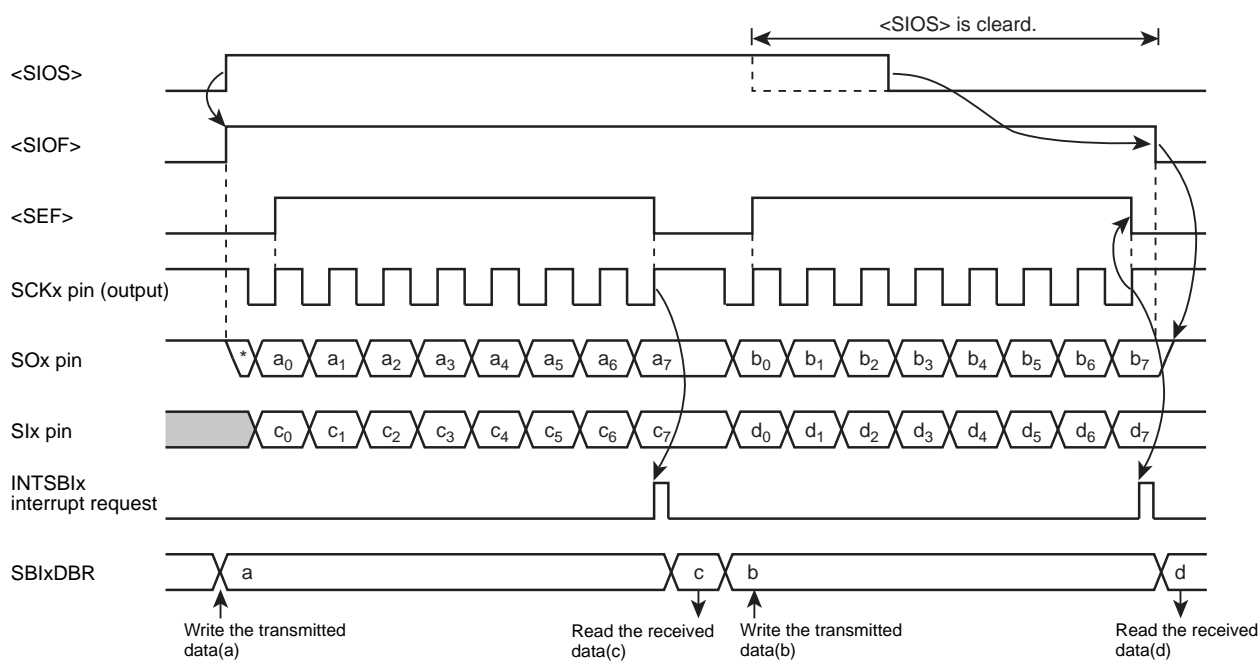 <SIOS> is cleard.
<SIOS>
<SIOF>
<SEF>
SCKx pin (output)
SOx pin
* a0 a1 a2 a3 a4 a5 a6 a7 b0 b1 b2 b3 b4 b5 b6 b7
SIx pin
c0 c1 c2 c3 c4 c5 c6 c7 d0 d1 d2 d3 d4 d5 d6 d7
INTSBIx
interrupt request
SBIxDBR
a c b d
Write the transmitted
data(a)
Read the received
data(c)
Write the transmitted
data(b)
Read the received
data(d)